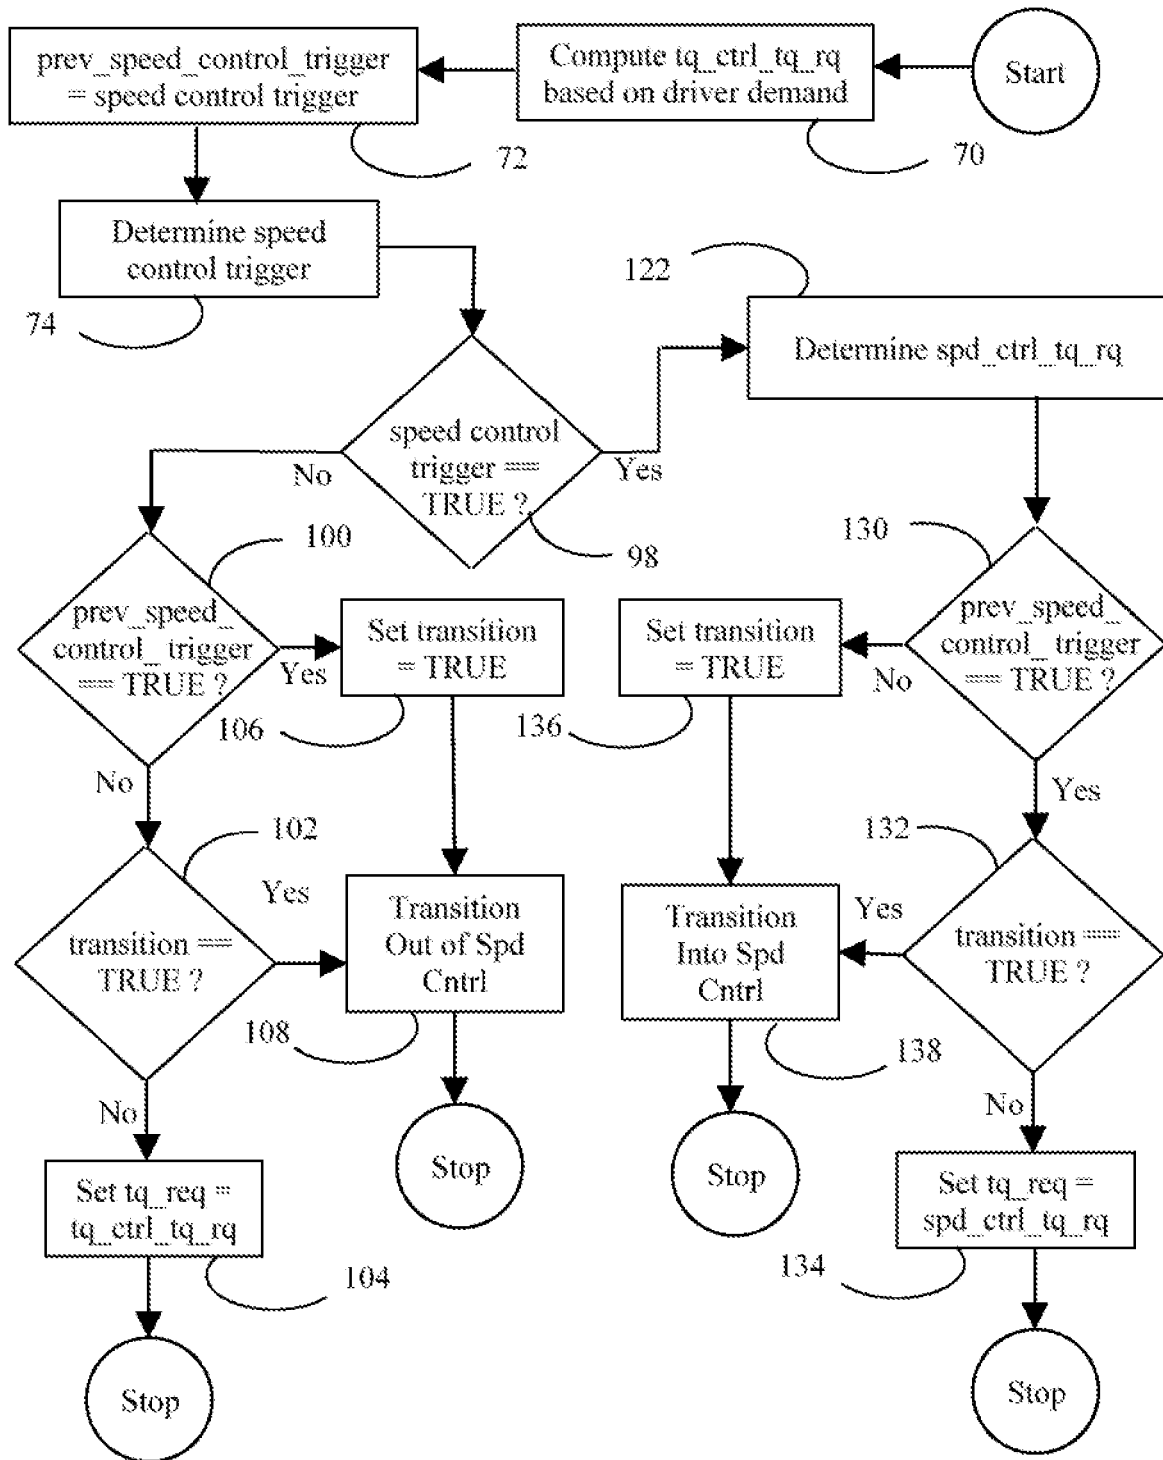 prev_speed_control_trigger
= speed control trigger
Compute tq_ctrl_tq_rq
based on driver demand
Start
72
70
Determine speed
control trigger
74
122
Determine spd_ctrl_tq_rq
speed control
trigger ==
TRUE ?
No
Yes
98
100
130
prev_speed_
control_ trigger
== TRUE ?
Yes
No
Set transition
= TRUE
106
Set transition
= TRUE
136
prev_speed_
control_ trigger
== TRUE ?
No
Yes
102
132
transition ==
TRUE ?
Yes
No
Transition
Out of Spd
Cntrl
108
Transition
Into Spd
Cntrl
138
Yes
transition ==
TRUE ?
No
Set tq_req =
tq_ctrl_tq_rq
104
Stop
Stop
Set tq_req =
spd_ctrl_tq_rq
134
Stop
Stop